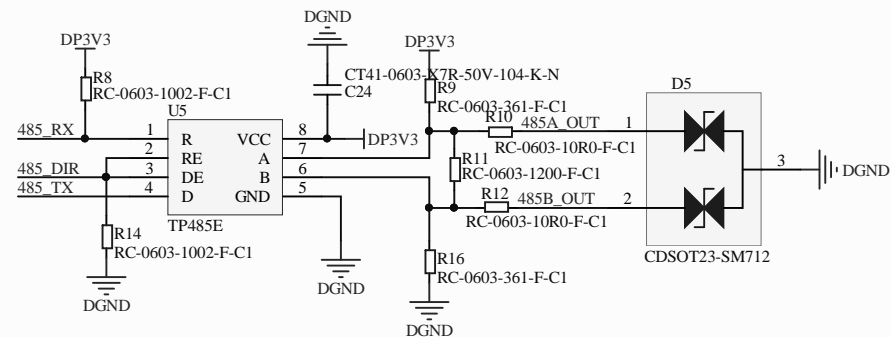 DGND
DP3V3
DP3V3
CT41-0603-X7R-50V-104-K-N
C24
R8
RC-0603-1002-F-C1
R9
RC-0603-361-F-C1
D5
U5
R10
485A_OUT
1
485_RX
1
R
VCC
8
DP3V3
RC-0603-10R0-F-C1
2
RE
A
7
R11
RC-0603-1200-F-C1
3
DGND
485_DIR
3
DE
B
6
485_TX
4
D
GND
5
R12
485B_OUT
2
TP485E
RC-0603-10R0-F-C1
R14
RC-0603-1002-F-C1
R16
RC-0603-361-F-C1
CDSOT23-SM712
DGND
DGND
DGND